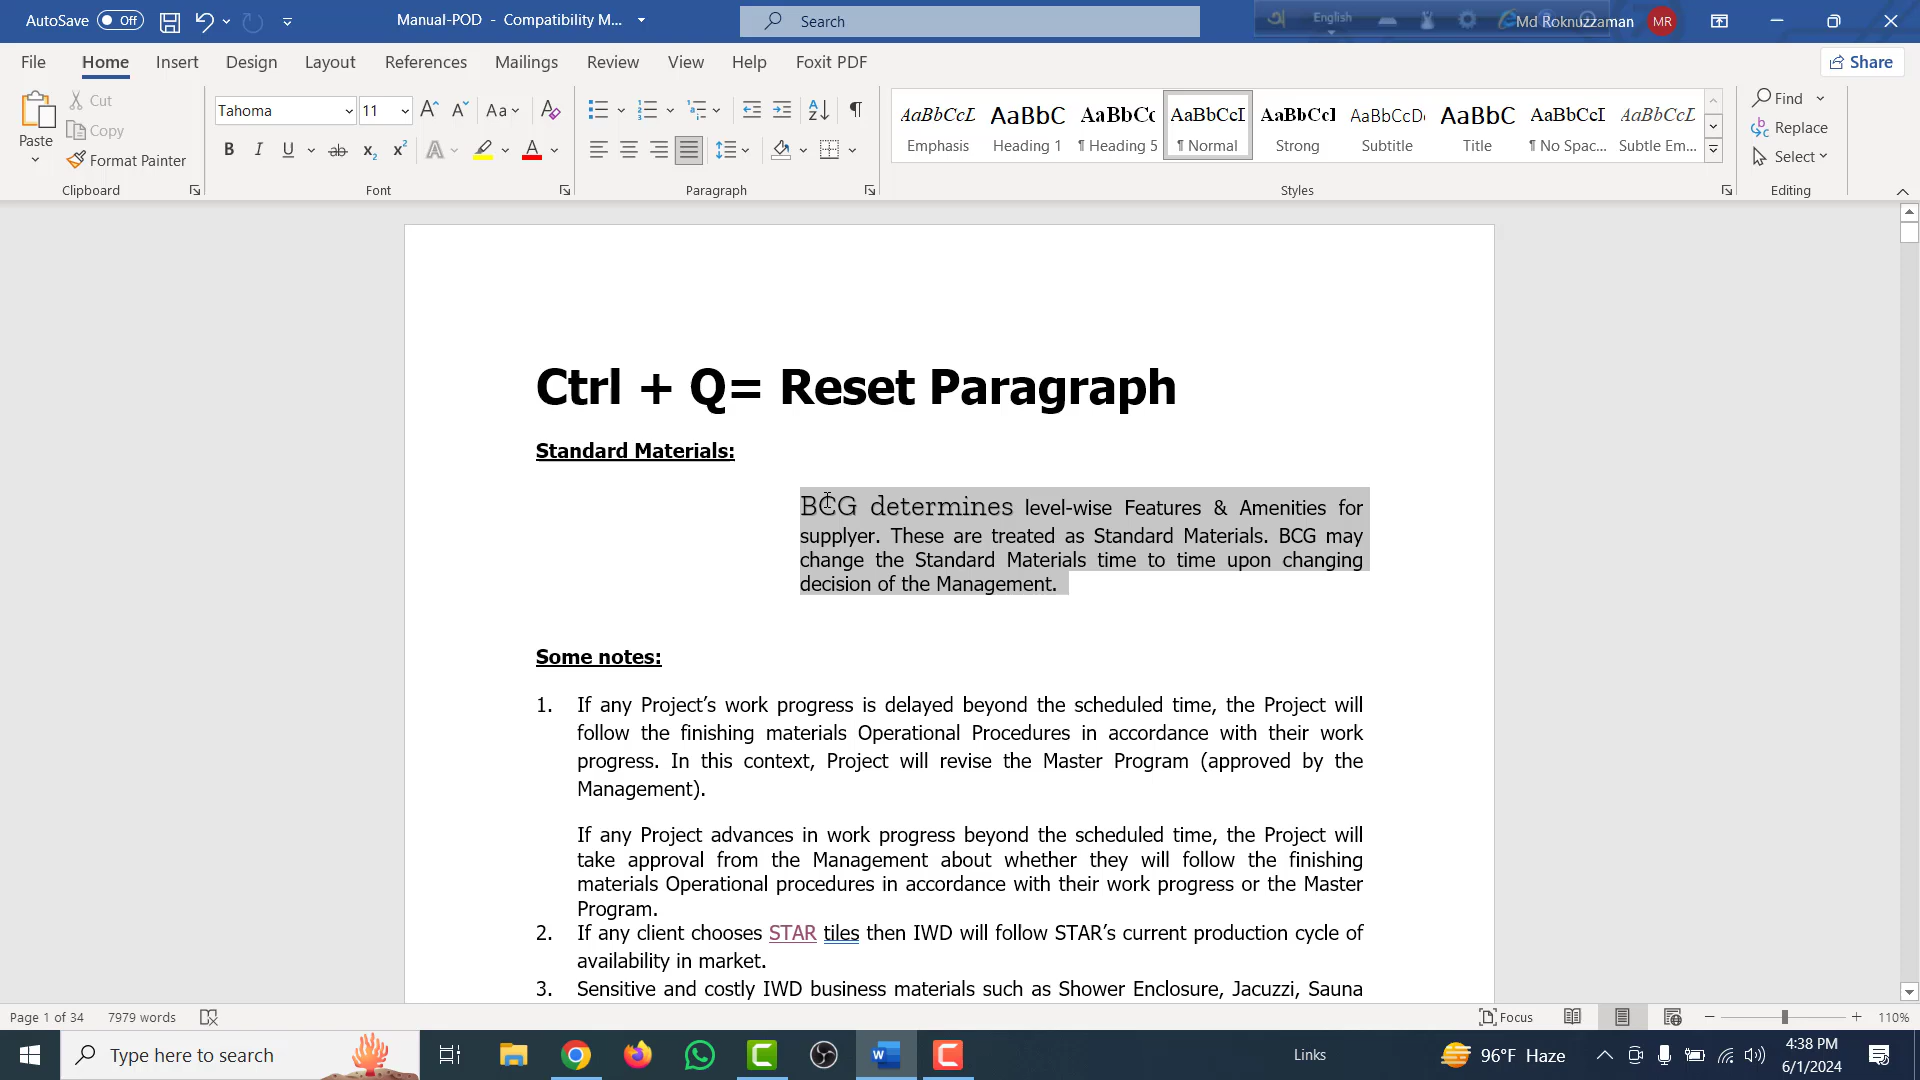 AutoSave Off Manual-POD - Compatibility M... Search English Md Roknuzzaman MR
File Home Insert Design Layout References Mailings Review View Help Foxit PDF Share
Paste Cut Copy Format Painter Clipboard
Tahoma 11 Aa B I U ab x₂ x² A A Font
Paragraph
AaBbCcL Emphasis
AaBbC Heading 1
AaBbCc ¶ Heading 5
AaBbCcI ¶ Normal
AaBbCcI Strong
AaBbCcDc Subtitle
AaBbC Title
AaBbCcI ¶ No Spac...
AaBbCcL Subtle Em...
Styles
Find Replace Select Editing
Ctrl + Q= Reset Paragraph
Standard Materials:
BCG determines level-wise Features & Amenities for
supplyer. These are treated as Standard Materials. BCG may
change the Standard Materials time to time upon changing
decision of the Management.
Some notes:
1. If any Project’s work progress is delayed beyond the scheduled time, the Project will
follow the finishing materials Operational Procedures in accordance with their work
progress. In this context, Project will revise the Master Program (approved by the
Management).
If any Project advances in work progress beyond the scheduled time, the Project will
take approval from the Management about whether they will follow the finishing
materials Operational procedures in accordance with their work progress or the Master
Program.
2. If any client chooses STAR tiles then IWD will follow STAR’s current production cycle of
availability in market.
3. Sensitive and costly IWD business materials such as Shower Enclosure, Jacuzzi, Sauna
Page 1 of 34 7979 words Focus 110%
Type here to search Links 96°F Haze 4:38 PM
6/1/2024